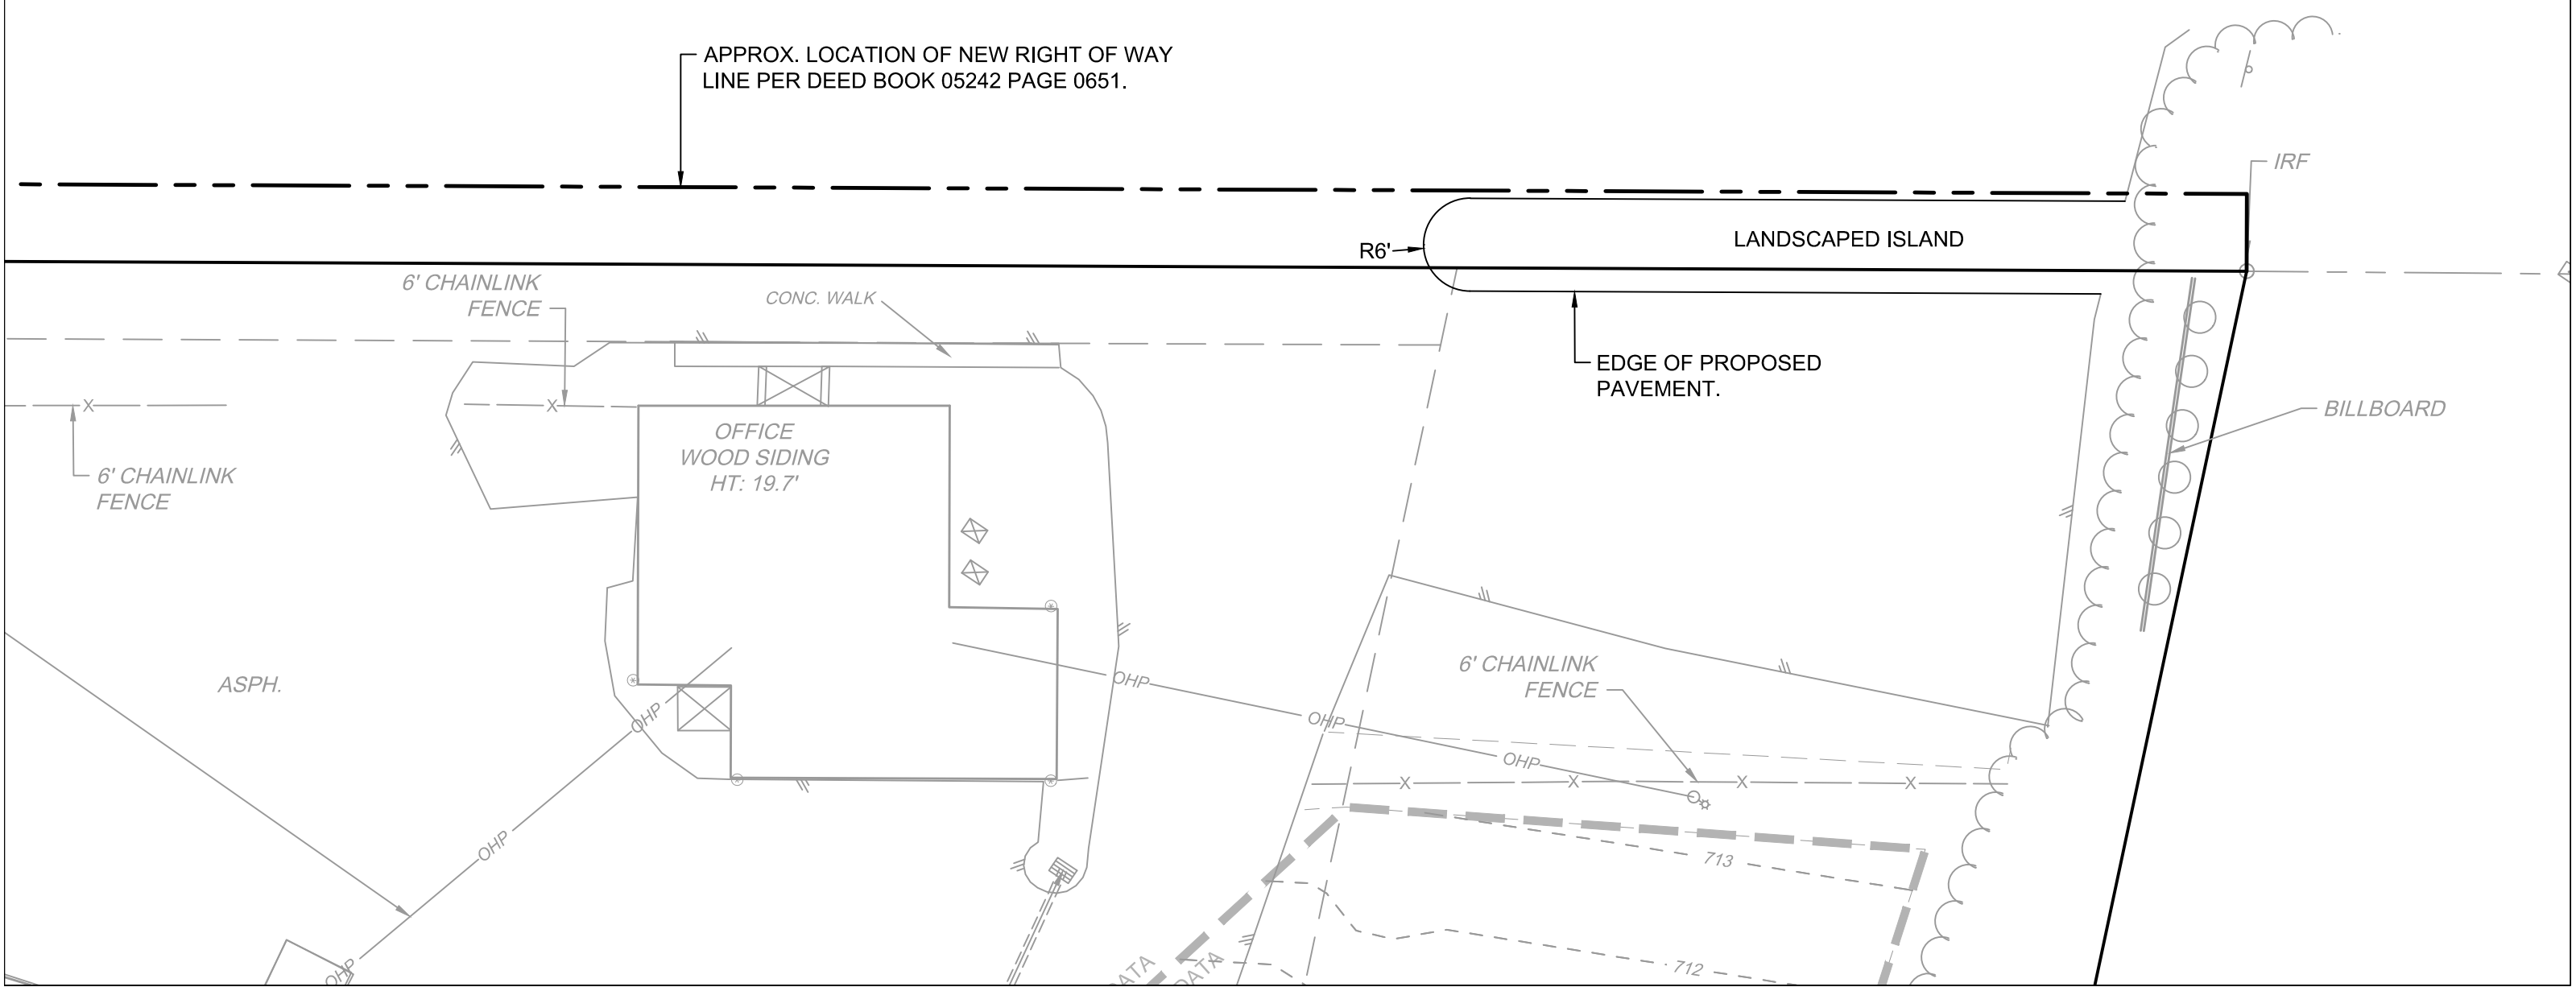 APPROX. LOCATION OF NEW RIGHT OF WAY
LINE PER DEED BOOK 05242 PAGE 0651.
IRF
R6'
LANDSCAPED ISLAND
6' CHAINLINK
FENCE
CONC. WALK
EDGE OF PROPOSED
PAVEMENT.
BILLBOARD
X
X
OFFICE
WOOD SIDING
HT: 19.7'
6' CHAINLINK
FENCE
ASPH.
OHP
OHP
OHP
6' CHAINLINK
FENCE
OHP
X
X
X
X
OHP
713
OHP
712
DATA
DATA